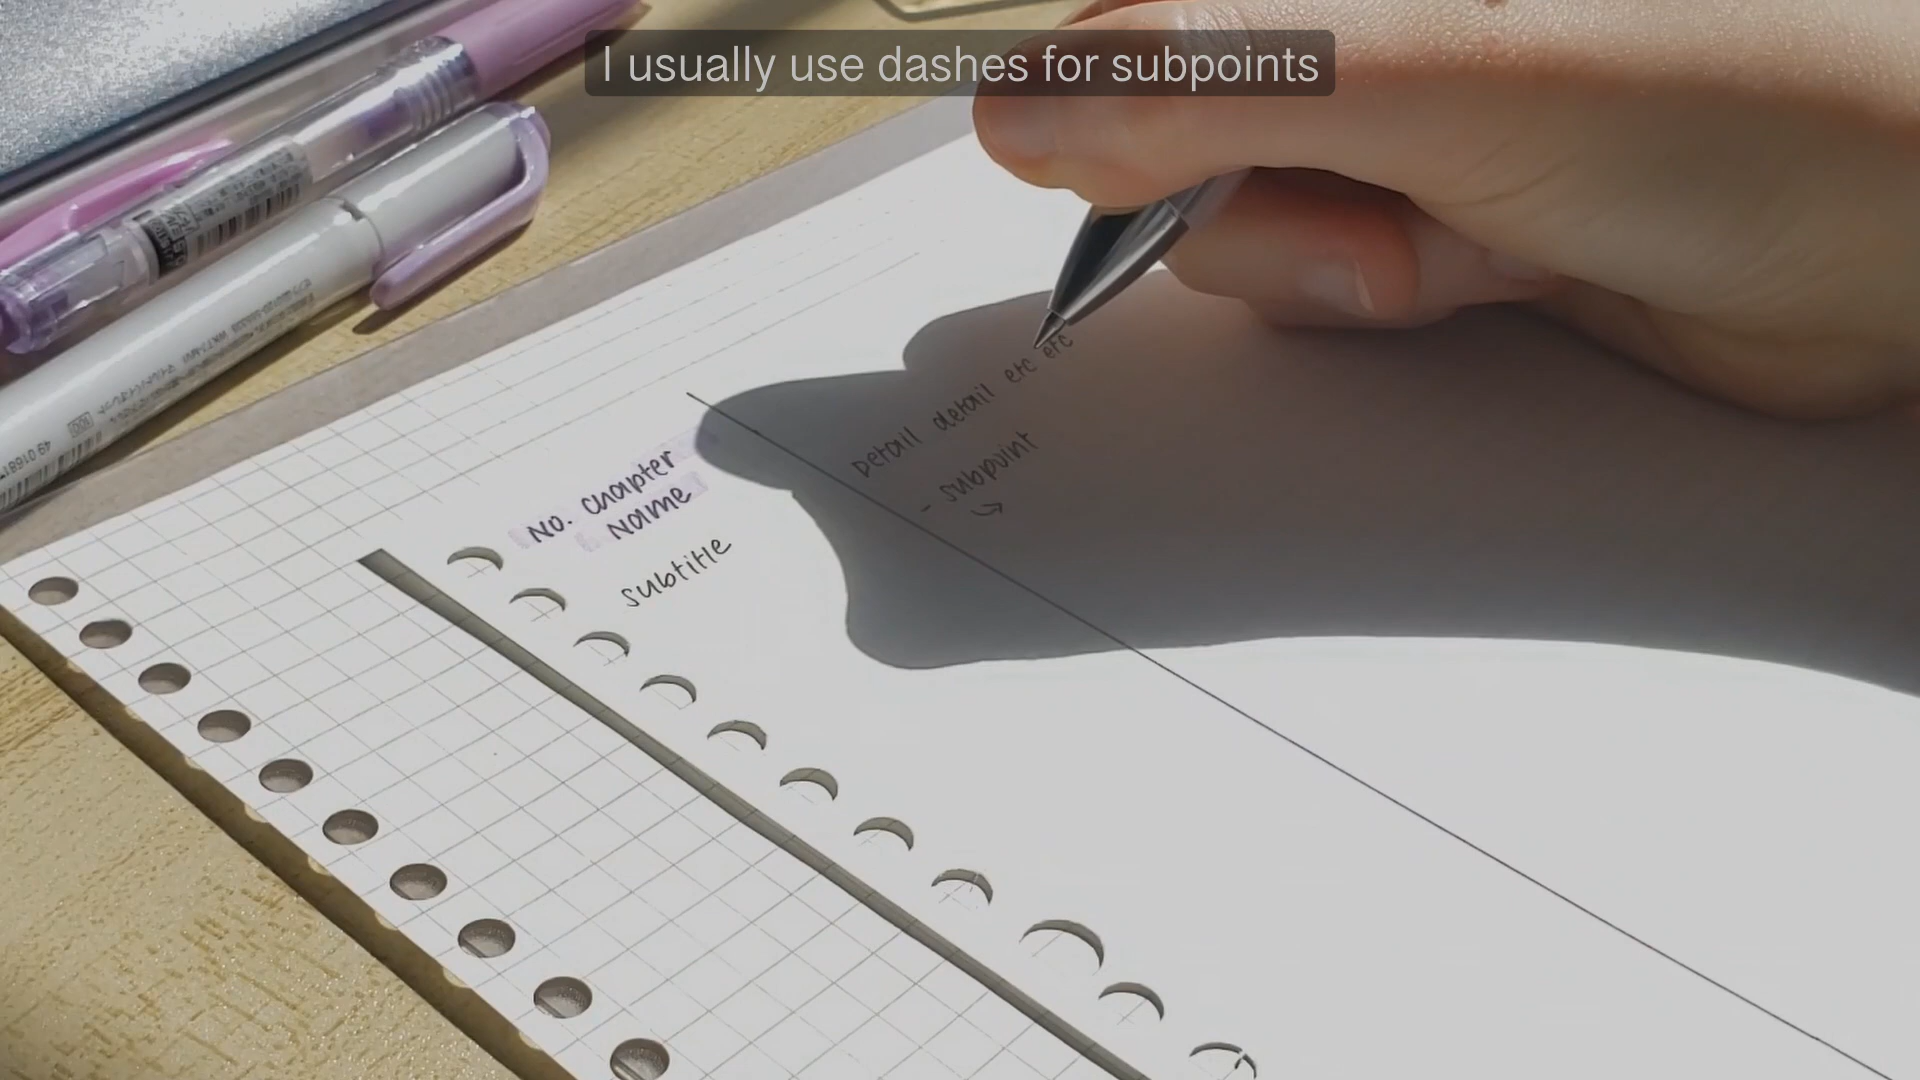 I usually use dashes for subpoints
No. chapter
Name
subtitle
Detail detail etc etc
- subpoint